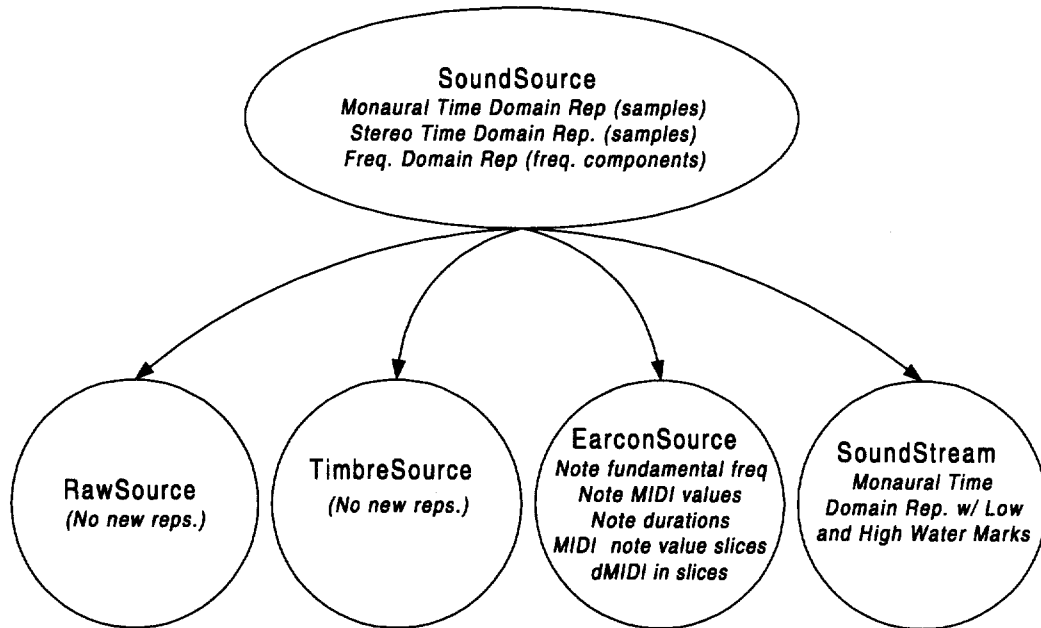 SoundSource
Monaural Time Domain Rep (samples)
Stereo Time Domain Rep. (samples)
Freq. Domain Rep (freq. components)
RawSource
(No new reps.)
TimbreSource
(No new reps.)
EarconSource
Note fundamental freq
Note MIDI values
Note durations
MIDI note value slices
dMIDI in slices
SoundStream
Monaural Time
Domain Rep. w/ Low
and High Water Marks